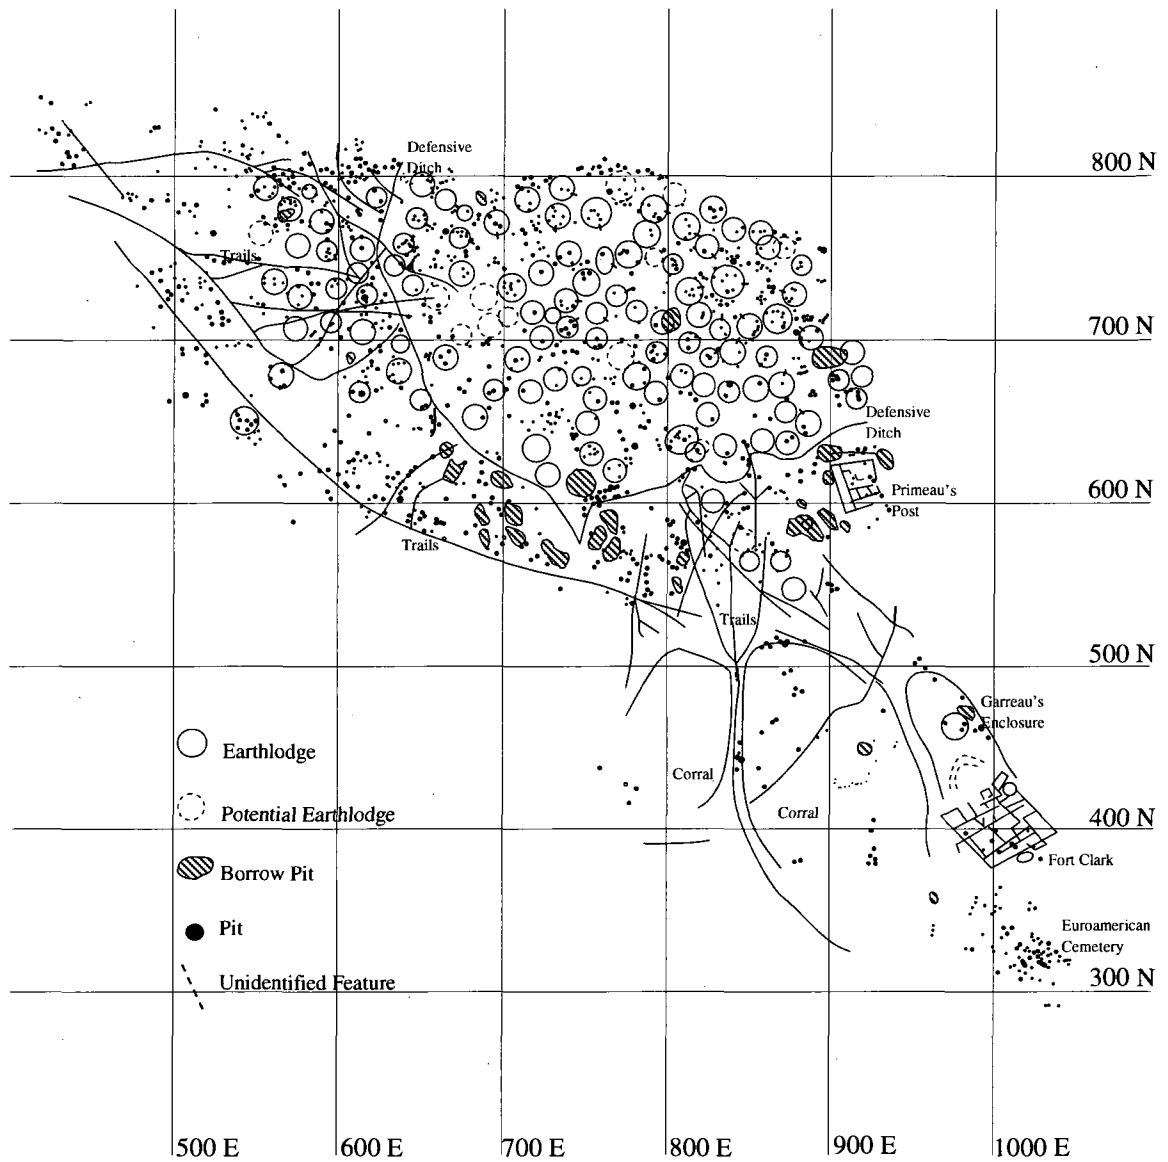 Defensive
Ditch
800 N
Trails
700 N
Defensive
Ditch
Primeau's
Post
600 N
Trails
Trails
500 N
Garreau's
Enclosure
Earthlodge
Corral
Potential Earthlodge
Corral
400 N
Fort Clark
Borrow Pit
Pit
Euroamerican
Cemetery
Unidentified Feature
300 N
500 E
600 E
700 E
800 E
900 E
1000 E